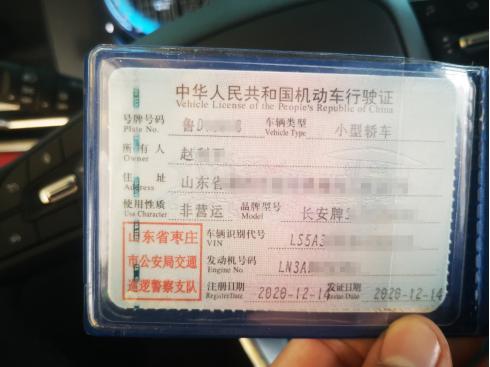 中华人民共和国机动车行驶证
Vehicle License of the People's Republic of China
号牌号码 鲁D 车辆类型 小型轿车
Plate No. Vehicle Type
所有人 赵
Owner
住址 山东省
Address
使用性质 非营运 品牌型号 长安牌
Use Character Model
山东省枣庄 车辆识别代号 LS5A3
VIN
市公安局交通 发动机号码 LN3A
Engine No.
巡逻警察支队 注册日期 2020-12-14 发证日期 2020-12-14
Register Date Issue Date